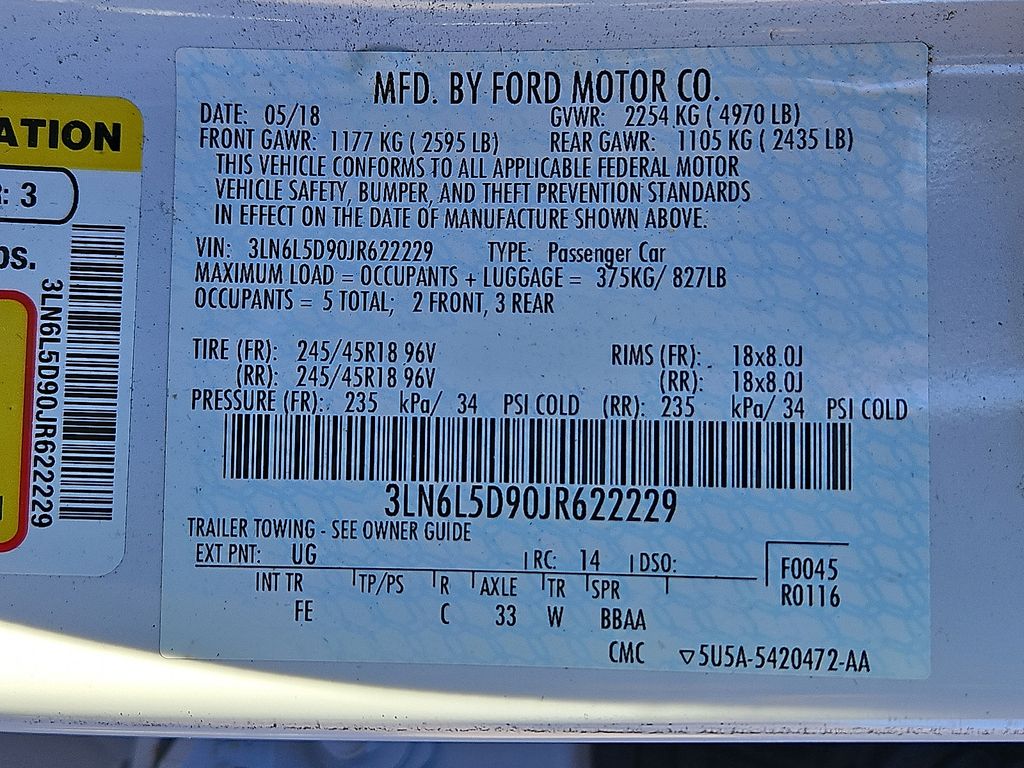 MFD. BY FORD MOTOR CO.
DATE: 05/18 GVWR: 2254 KG ( 4970 LB)
FRONT GAWR: 1177 KG ( 2595 LB) REAR GAWR: 1105 KG ( 2435 LB)
THIS VEHICLE CONFORMS TO ALL APPLICABLE FEDERAL MOTOR
VEHICLE SAFETY, BUMPER, AND THEFT PREVENTION STANDARDS
IN EFFECT ON THE DATE OF MANUFACTURE SHOWN ABOVE.
VIN: 3LN6L5D90JR622229 TYPE: Passenger Car
MAXIMUM LOAD = OCCUPANTS + LUGGAGE = 375KG/ 827LB
OCCUPANTS = 5 TOTAL; 2 FRONT, 3 REAR
TIRE (FR): 245/45R18 96V RIMS (FR): 18x8.0J
(RR): 245/45R18 96V (RR): 18x8.0J
PRESSURE (FR): 235 kPa/ 34 PSI COLD (RR): 235 kPa/ 34 PSI COLD
3LN6L5D90JR622229
TRAILER TOWING - SEE OWNER GUIDE
EXT PNT: UG RC: 14 DSO:
F0045
R0116
INT TR TP/PS R AXLE TR SPR
FE C 33 W BBAA
CMC ▽5U5A-5420472-AA
ATION
: 3
OS.
3LN6L5D90JR622229